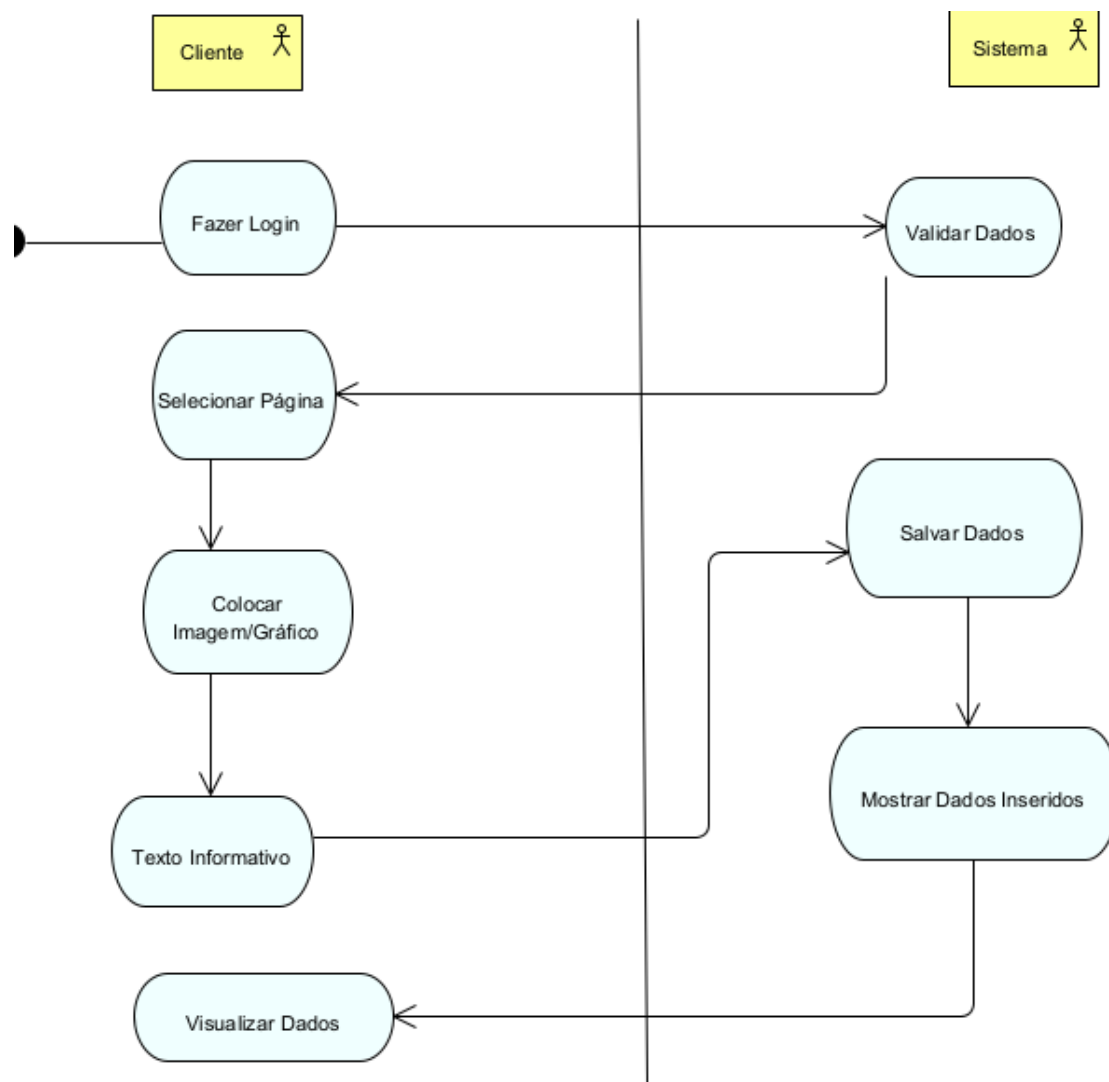 Cliente
Sistema
Fazer Login
Validar Dados
Selecionar Página
Salvar Dados
Colocar
Imagem/Gráfico
Mostrar Dados Inseridos
Texto Informativo
Visualizar Dados